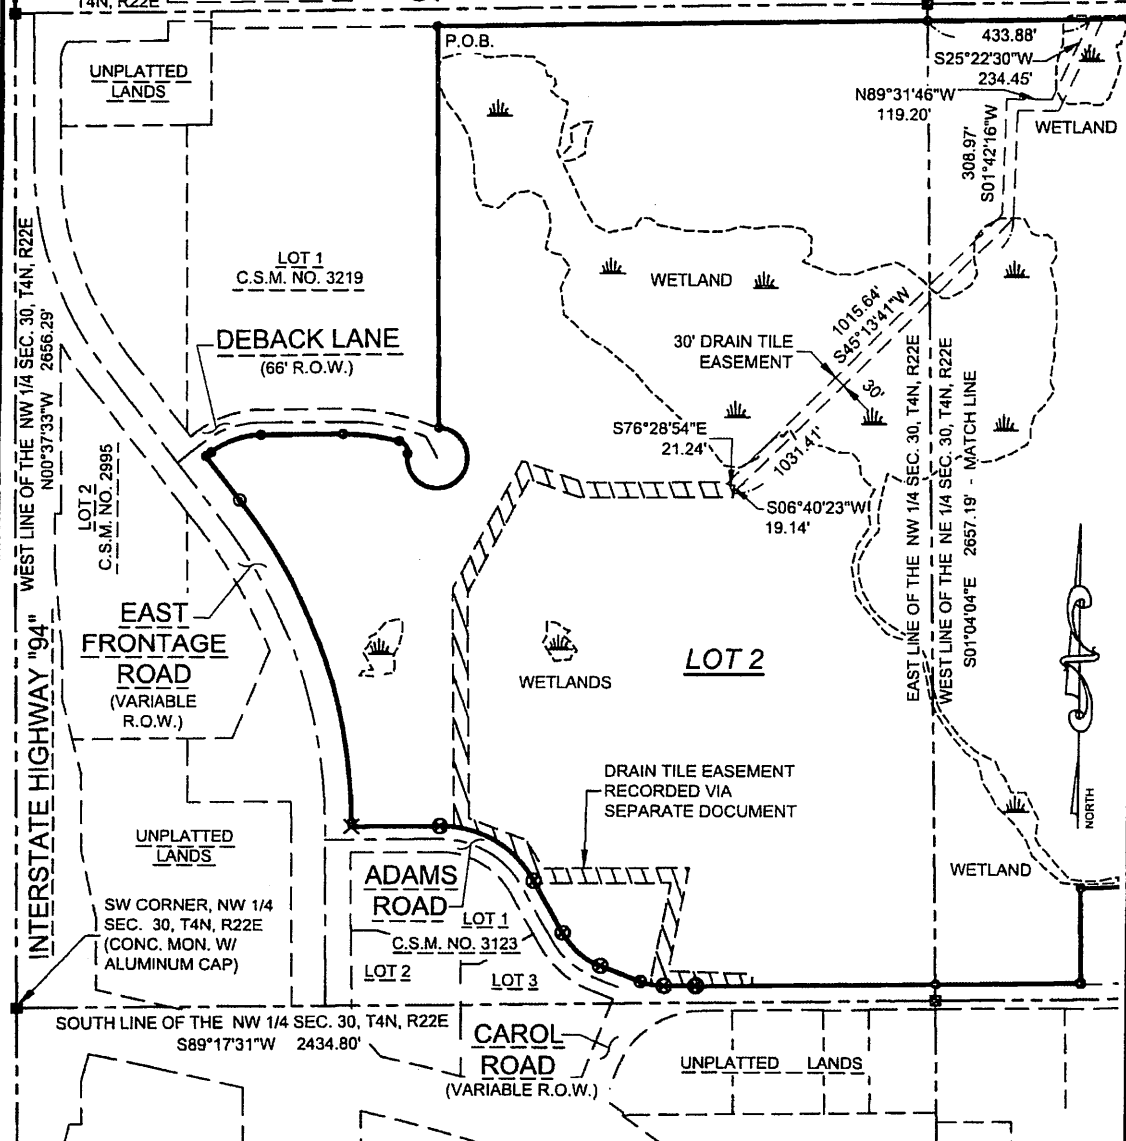 T4N, R22E
P.O.B.
433.88'
S25°22'30"W
234.45'
N89°31'46"W
119.20'
WETLAND
308.97'
S01°42'16"W
UNPLATTED
LANDS
LOT 1
C.S.M. NO. 3219
DEBACK LANE
(66' R.O.W.)
WETLAND
1015.64'
S45°13'41"W
30' DRAIN TILE
EASEMENT
30'
1031.41'
S76°28'54"E
21.24'
S06°40'23"W
19.14'
WEST LINE OF THE NW 1/4 SEC. 30, T4N, R22E
N00°37'33"W 2656.29'
LOT 2
C.S.M. NO. 2995
EAST LINE OF THE NW 1/4 SEC. 30, T4N, R22E
WEST LINE OF THE NE 1/4 SEC. 30, T4N, R22E
S01°04'04"E 2657.19' - MATCH LINE
EAST
FRONTAGE
ROAD
(VARIABLE
R.O.W.)
INTERSTATE HIGHWAY "94"
WETLANDS
LOT 2
NORTH
DRAIN TILE EASEMENT
RECORDED VIA
SEPARATE DOCUMENT
UNPLATTED
LANDS
WETLAND
ADAMS
ROAD
LOT 1
C.S.M. NO. 3123
LOT 2
LOT 3
SW CORNER, NW 1/4
SEC. 30, T4N, R22E
(CONC. MON. W/
ALUMINUM CAP)
SOUTH LINE OF THE NW 1/4 SEC. 30, T4N, R22E
S89°17'31"W 2434.80'
CAROL
ROAD
(VARIABLE R.O.W.)
UNPLATTED LANDS